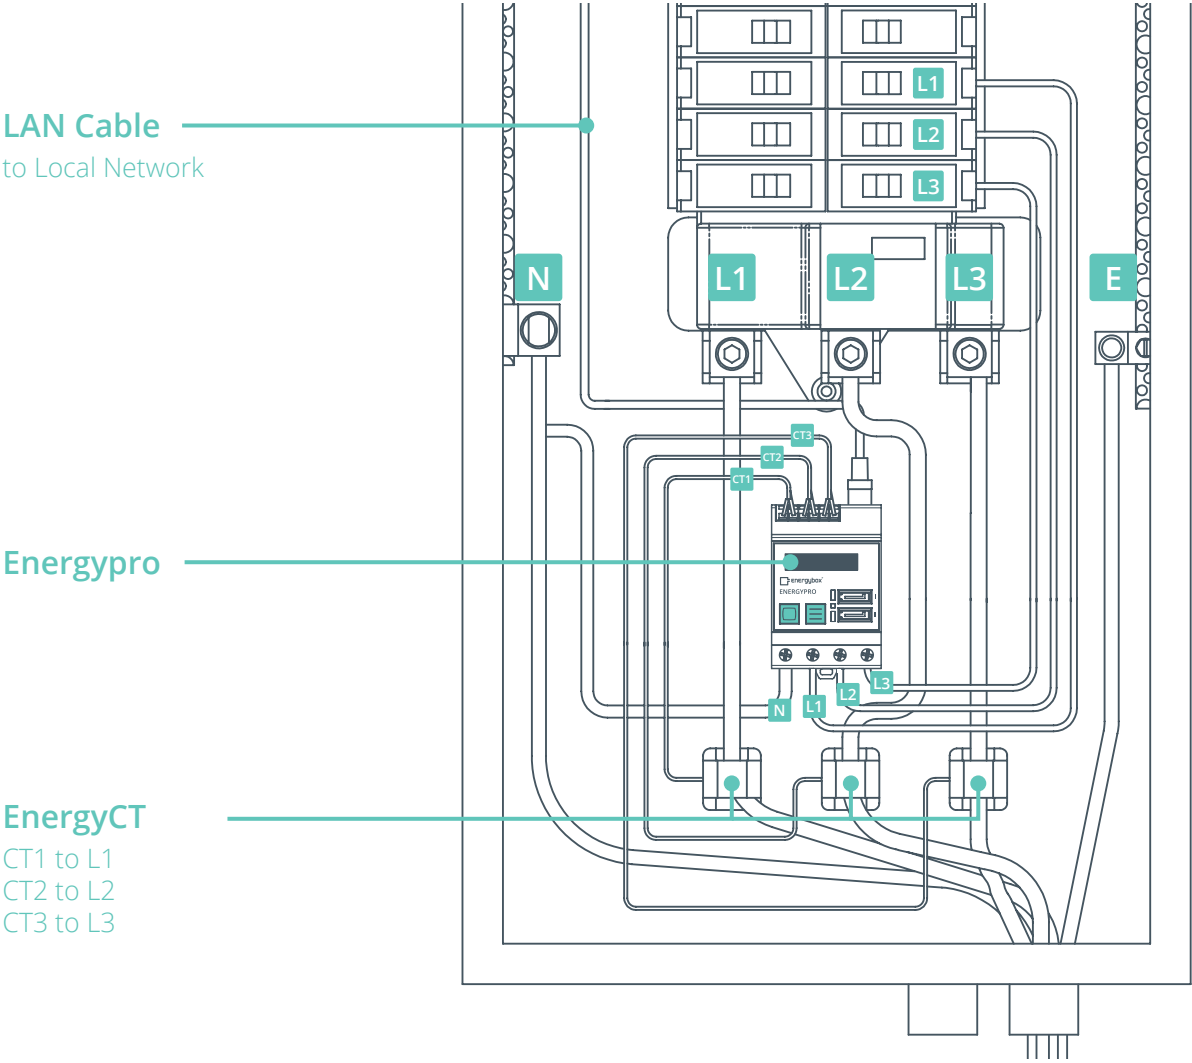 L1
LAN Cable
L2
to Local Network
L3
N
L1
L2
L3
E
CT3
CT2
CT1
Energypro
energybox
ENERGYPRO
L3
L2
L1
N
EnergyCT
CT1 to L1
CT2 to L2
CT3 to L3